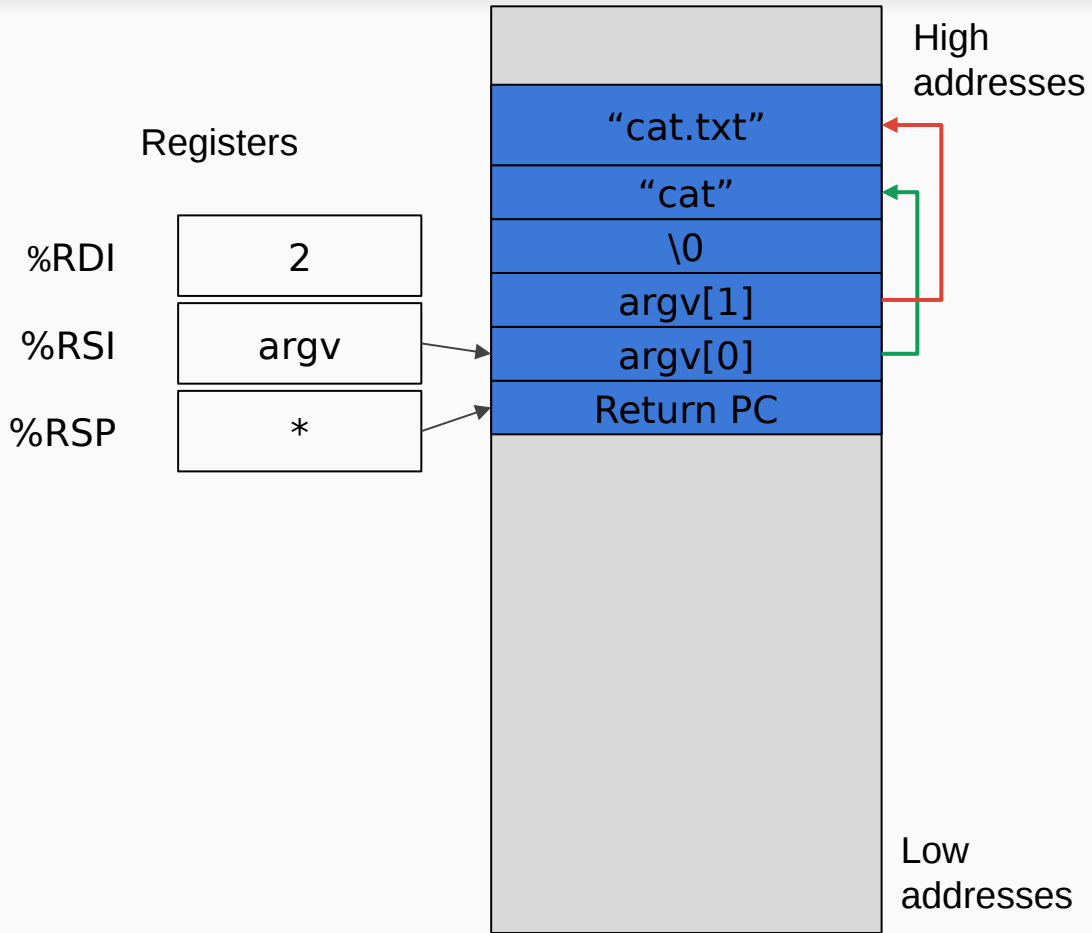 High
addresses
Registers
“cat.txt”
“cat”
%RDI
2
\0
argv[1]
%RSI
argv
argv[0]
%RSP
*
Return PC
Low
addresses